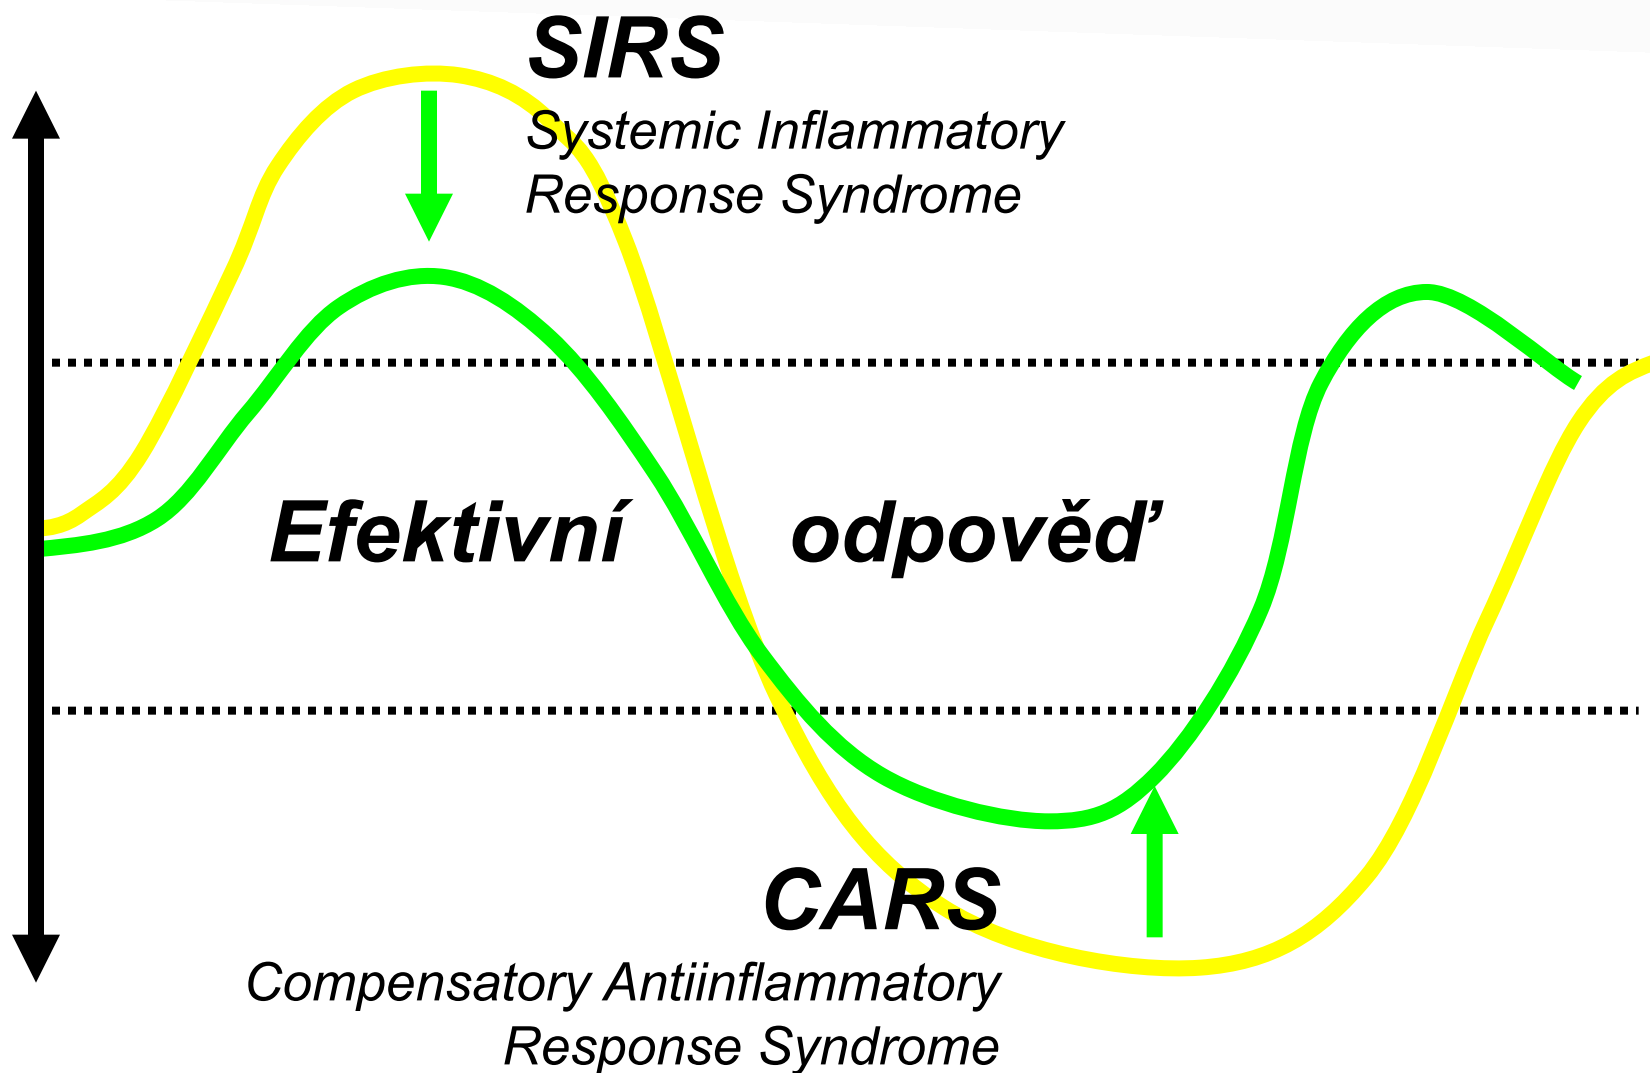 SIRS
Systemic Inflammatory
Response Syndrome
Efektivní odpověď
CARS
Compensatory Antiinflammatory
Response Syndrome